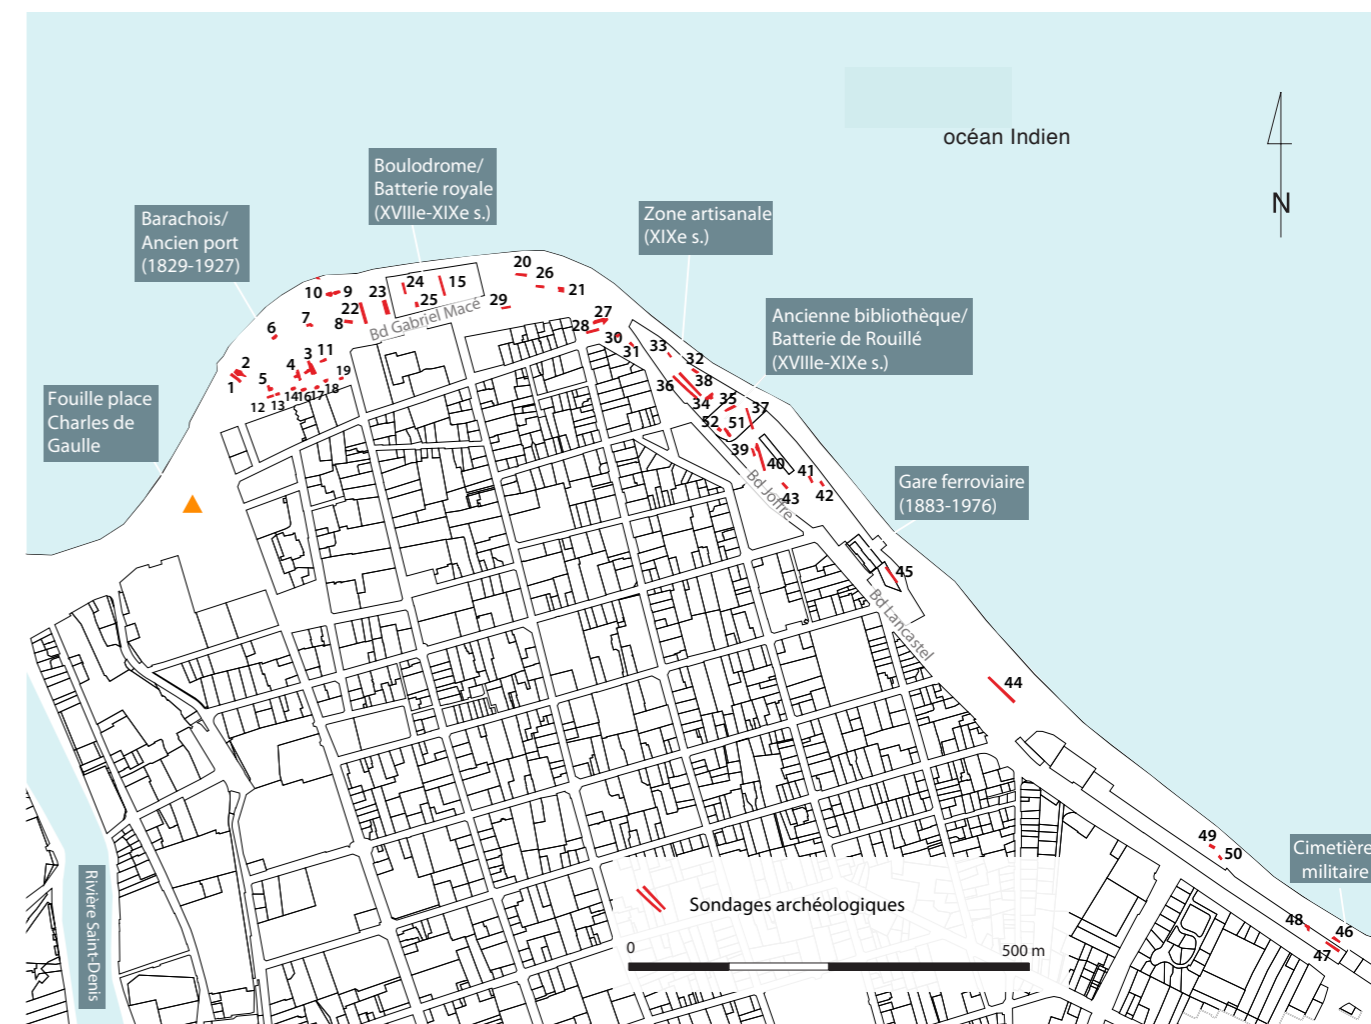 océan Indien
N
Boulodrome/
Batterie royale
(XVIIIe-XIXe s.)
Barachois/
Ancien port
(1829-1927)
Zone artisanale
(XIXe s.)
Ancienne bibliothèque/
Batterie de Rouillé
(XVIIIe-XIXe s.)
Fouille place
Charles de
Gaulle
Gare ferroviaire
(1883-1976)
Cimetière
militaire
Bd Gabriel Macé
Bd Joffre
Bd Lancastel
Rivière Saint-Denis
1
2
3
4
5
6
7
8
9
10
11
12
13
14
16
17
18
19
22
23
24
15
25
29
20
26
21
27
28
30
31
33
32
36
38
34
35
37
52
51
39
40
41
42
43
45
44
49
50
48
46
47
Sondages archéologiques
0
500 m